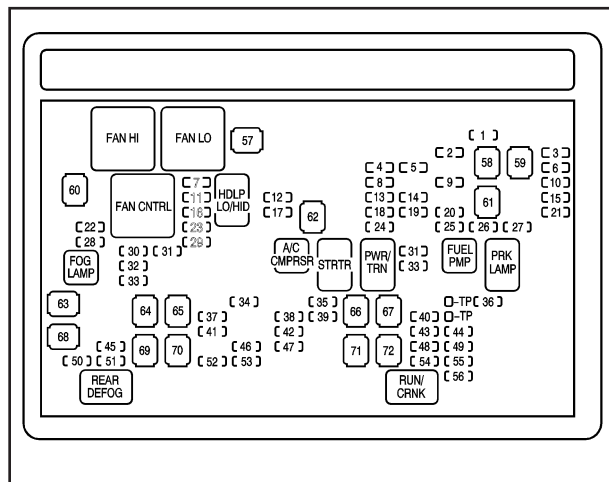 1
FAN HI FAN LO 57
2 58 59 3
4 5 6
60 FAN CNTRL 7 HDLP LO/HID 8 9 10
11 12 13 14 61 15
16 17 62 18 19 20 21
22 23 24 25 26 27
28 29
FOG LAMP 30 31 A/C CMPRSR STRTR PWR/TRN 31 FUEL PMP PRK LAMP
32 33
33
63 64 65 34 35 66 67 TP 36
37 38 39 40 TP
68 41 42 43 44
69 70 71 72
45 46 47 48 49
50 51 52 53 54 55
REAR DEFOG RUN/CRNK 56